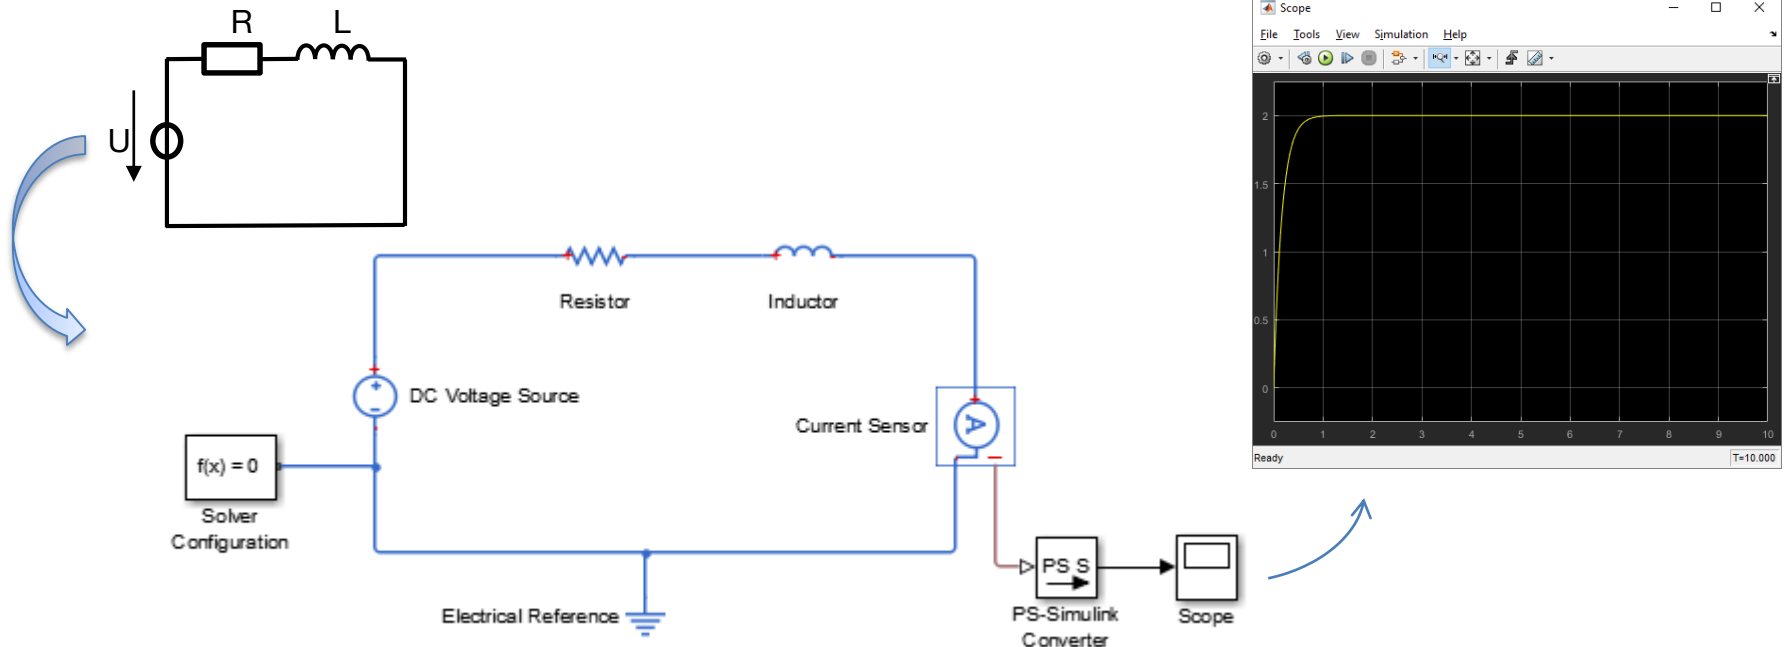 R
L
U
Resistor
Inductor
+
-
DC Voltage Source
Current Sensor
A
f(x) = 0
Solver
Configuration
Electrical Reference
PS S
PS-Simulink
Converter
Scope
Scope
File Tools View Simulation Help
2
1.5
1
0.5
0
0 1 2 3 4 5 6 7 8 9 10
Ready
T=10.000